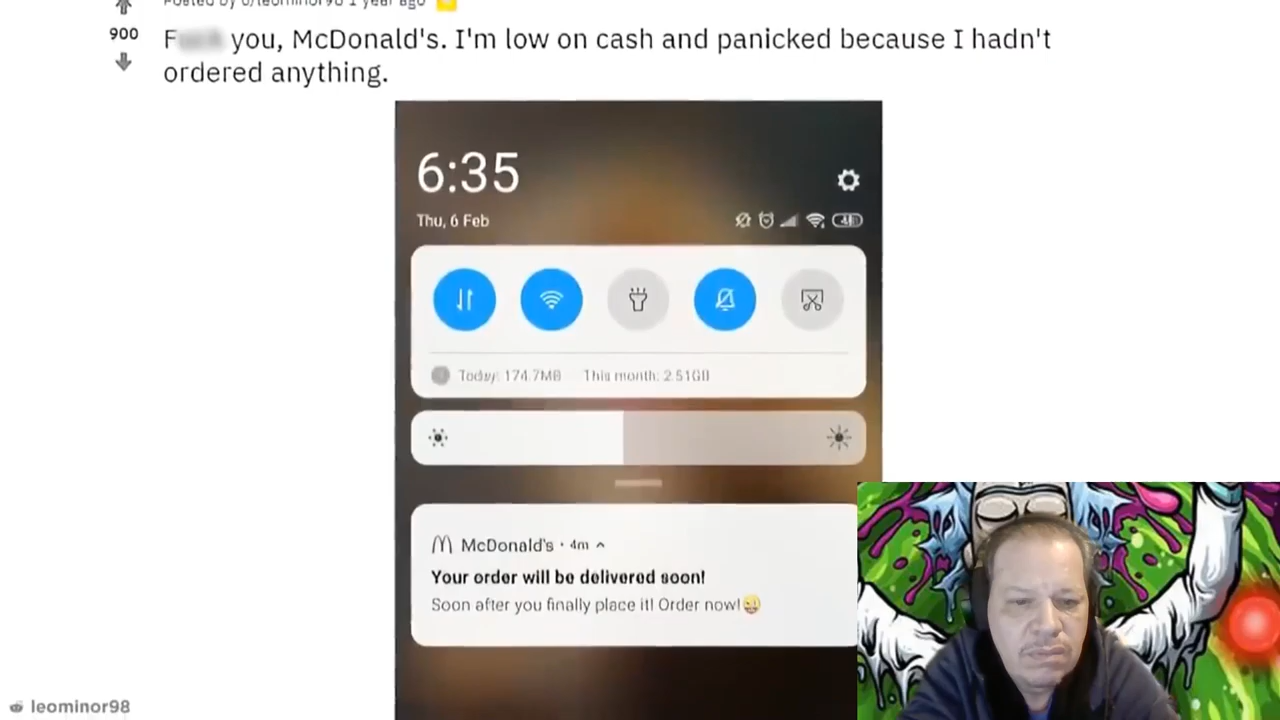 900
F you, McDonald's. I'm low on cash and panicked because I hadn't
ordered anything.
6:35
Thu, 6 Feb
Today: 174.7MB This month: 2.51GB
McDonald's · 4m
Your order will be delivered soon!
Soon after you finally place it! Order now!😜
leominor98